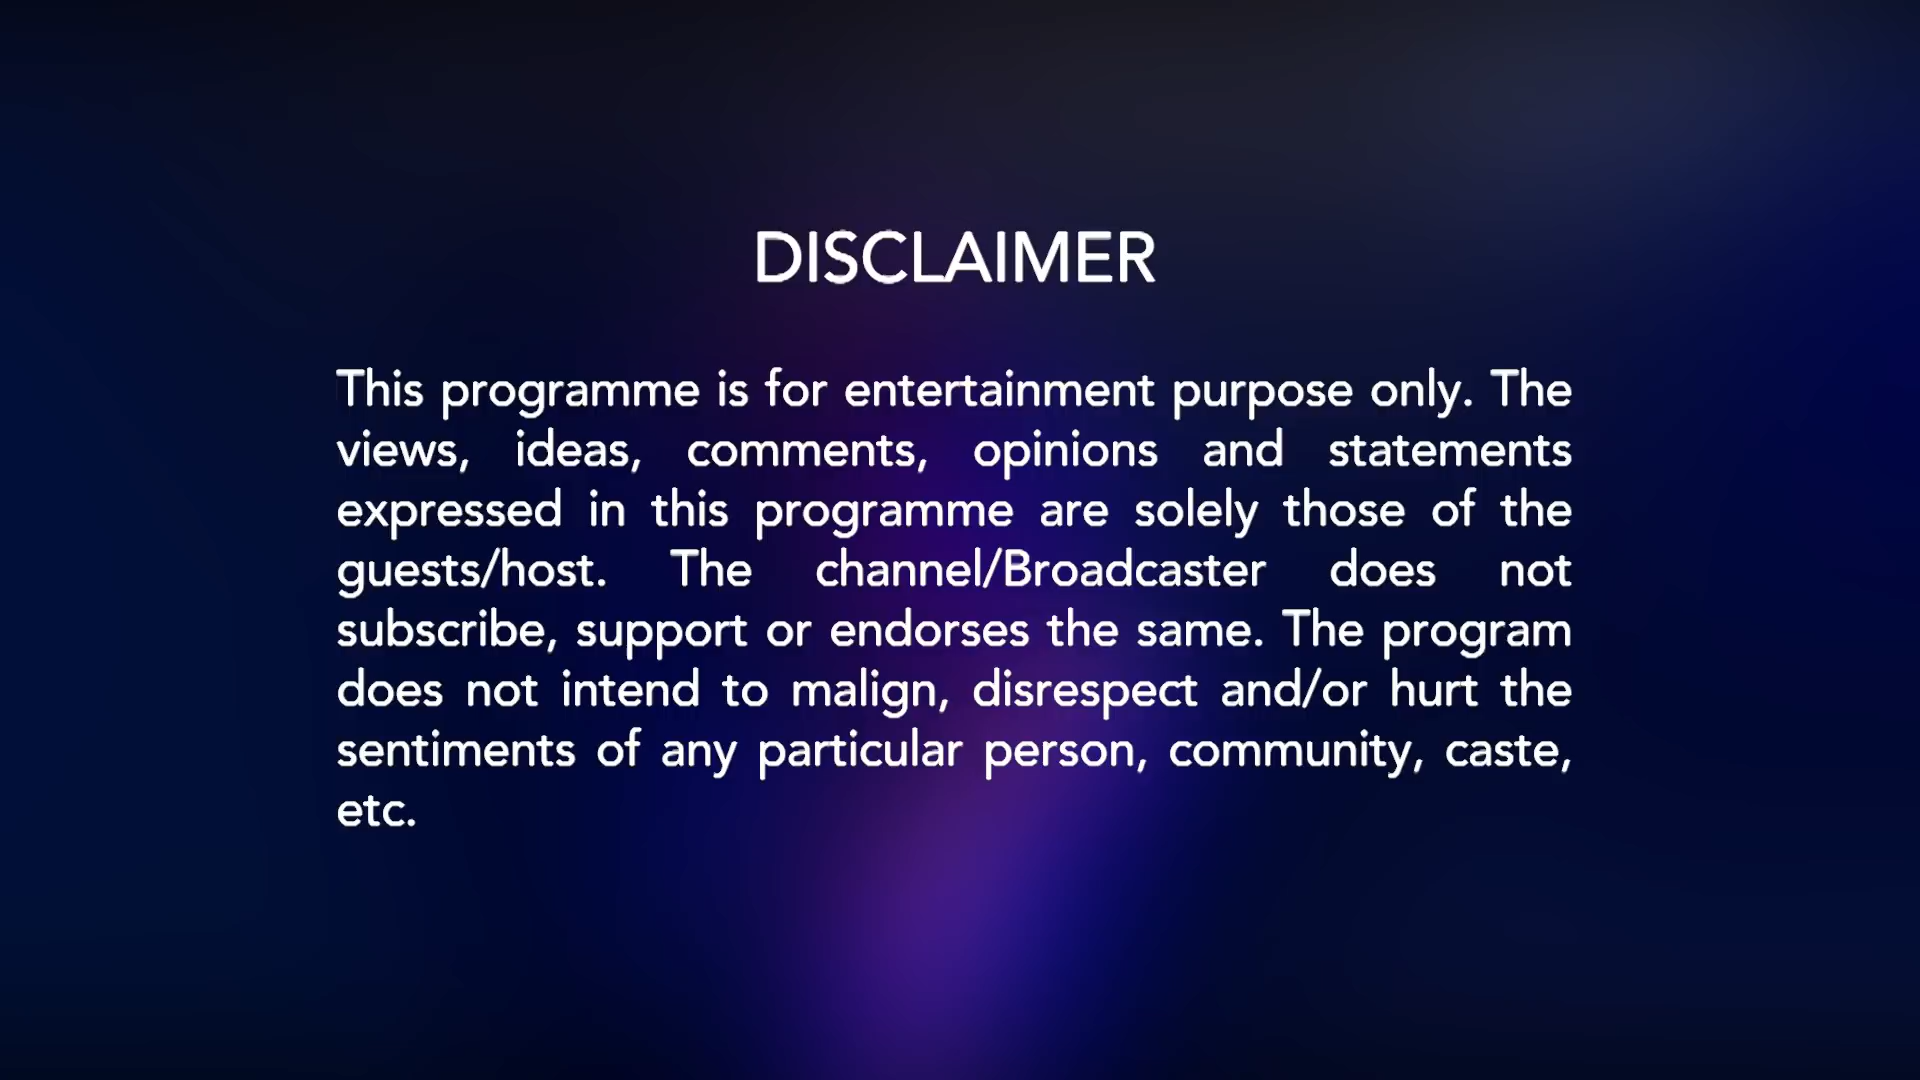 DISCLAIMER
This programme is for entertainment purpose only. The
views, ideas, comments, opinions and statements
expressed in this programme are solely those of the
guests/host. The channel/Broadcaster does not
subscribe, support or endorses the same. The program
does not intend to malign, disrespect and/or hurt the
sentiments of any particular person, community, caste,
etc.